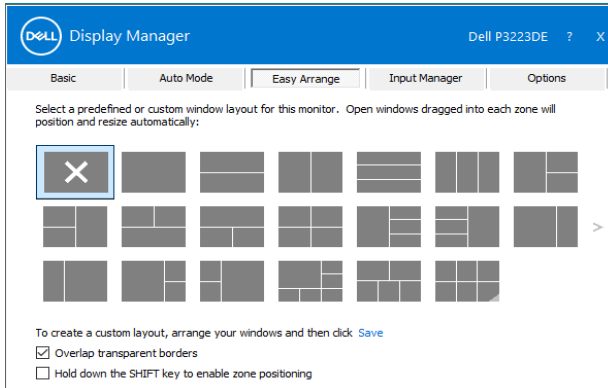 DELL Display Manager Dell P3223DE ? X
Basic Auto Mode Easy Arrange Input Manager Options
Select a predefined or custom window layout for this monitor. Open windows dragged into each zone will
position and resize automatically:
>
To create a custom layout, arrange your windows and then click Save
Overlap transparent borders
Hold down the SHIFT key to enable zone positioning